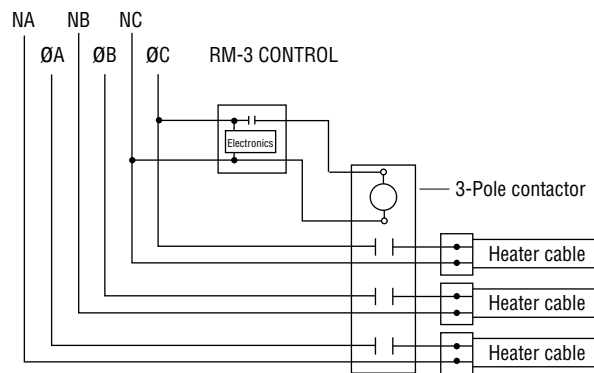 NA NB NC
ØA ØB ØC RM-3 CONTROL
Electronics
3-Pole contactor
Heater cable
Heater cable
Heater cable